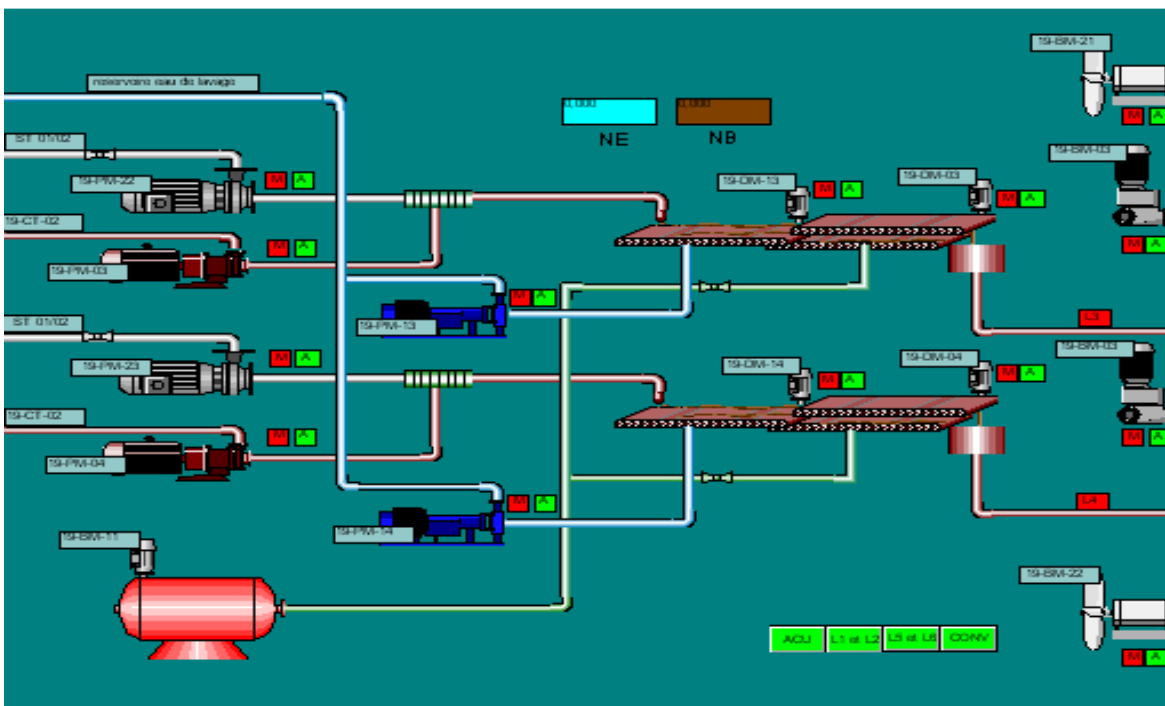 19-BM-21
reservoire eau de lavage
0,000
0,000
M A
NE
NB
ST 01/02
19-BM-03
19-PM-22
M A
19-DM-13
M A
19-DM-03
M A
19-CT-02
M A
19-PM-03
M A
M A
19-PM-13
L3
ST 01/02
19-BM-03
19-PM-23
M A
19-DM-14
M A
19-DM-04
M A
19-CT-02
M A
M A
19-PM-04
L4
M A
19-PM-14
19-BM-11
19-BM-22
ACU
L1 et L2
L5 et L6
CONV
M A